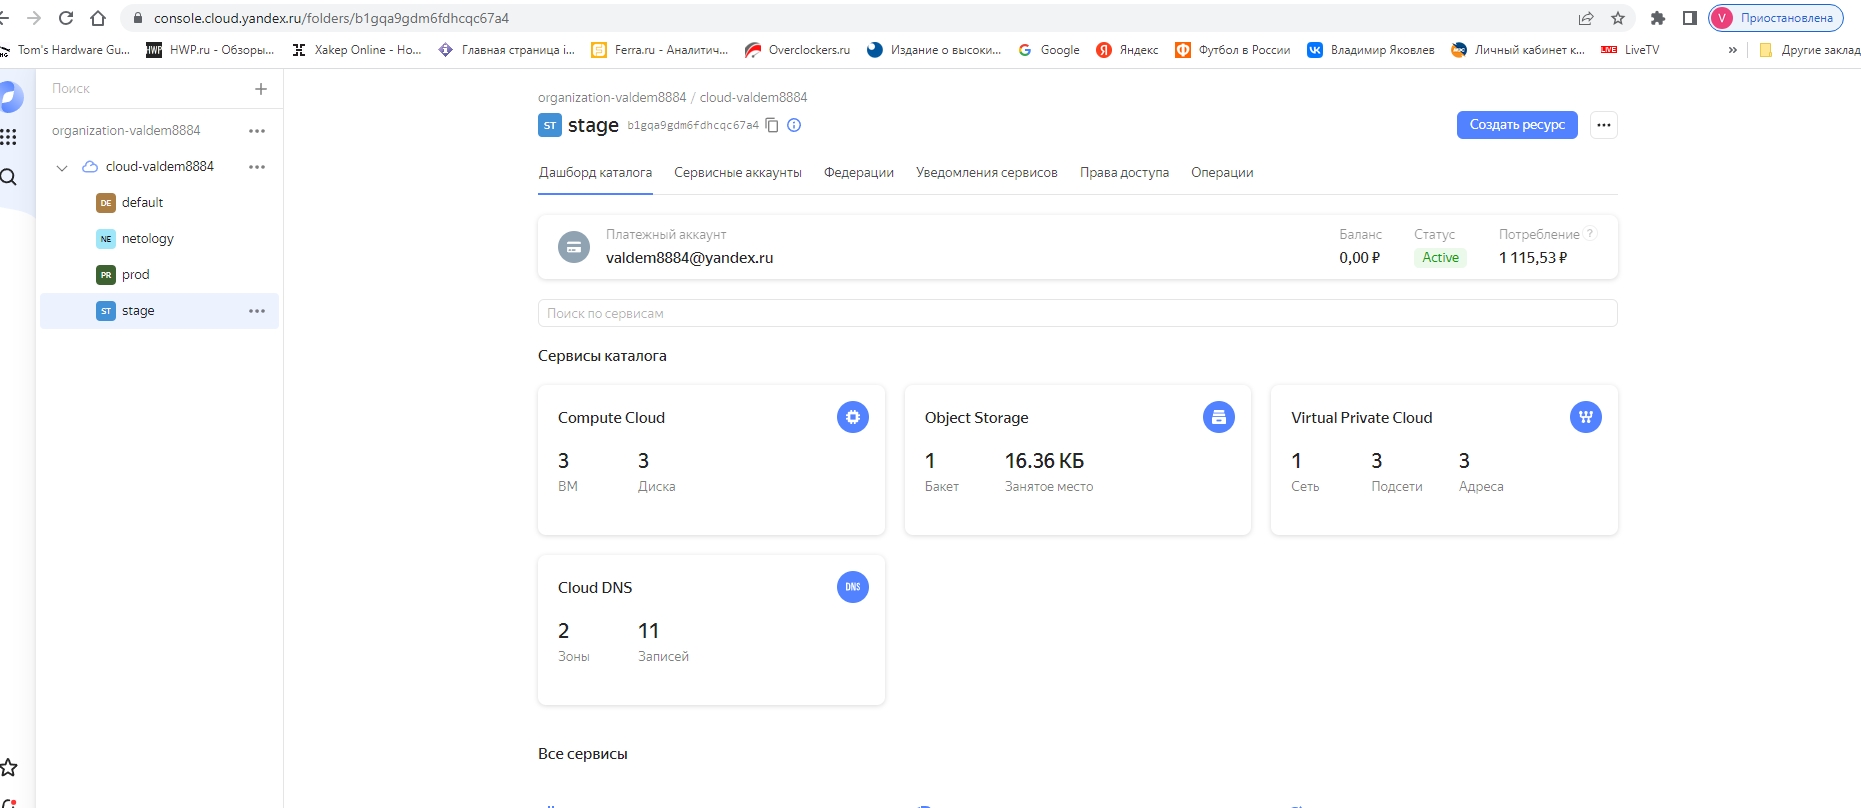 console.cloud.yandex.ru/folders/b1gqa9gdm6fdhcqc67a4
V Приостановлена
Tom's Hardware Gu...
HWP HWP.ru - Обзоры...
Xakep Online - Но...
Главная страница i...
Ferra.ru - Аналитич...
Overclockers.ru
Издание о высоки...
Google
Яндекс
Футбол в России
Владимир Яковлев
Личный кабинет к...
LIVE LiveTV
»
Другие заклад
Поиск
organization-valdem8884
cloud-valdem8884
DE default
NE netology
PR prod
ST stage
organization-valdem8884 / cloud-valdem8884
ST stage b1gqa9gdm6fdhcqc67a4
Создать ресурс
Дашборд каталога Сервисные аккаунты Федерации Уведомления сервисов Права доступа Операции
Платежный аккаунт
valdem8884@yandex.ru
Баланс
0,00 ₽
Статус
Active
Потребление ?
1 115,53 ₽
Поиск по сервисам
Сервисы каталога
Compute Cloud
3 3
ВМ Диска
Object Storage
1 16.36 КБ
Бакет Занятое место
Virtual Private Cloud
1 3 3
Сеть Подсети Адреса
Cloud DNS DNS
2 11
Зоны Записей
Все сервисы